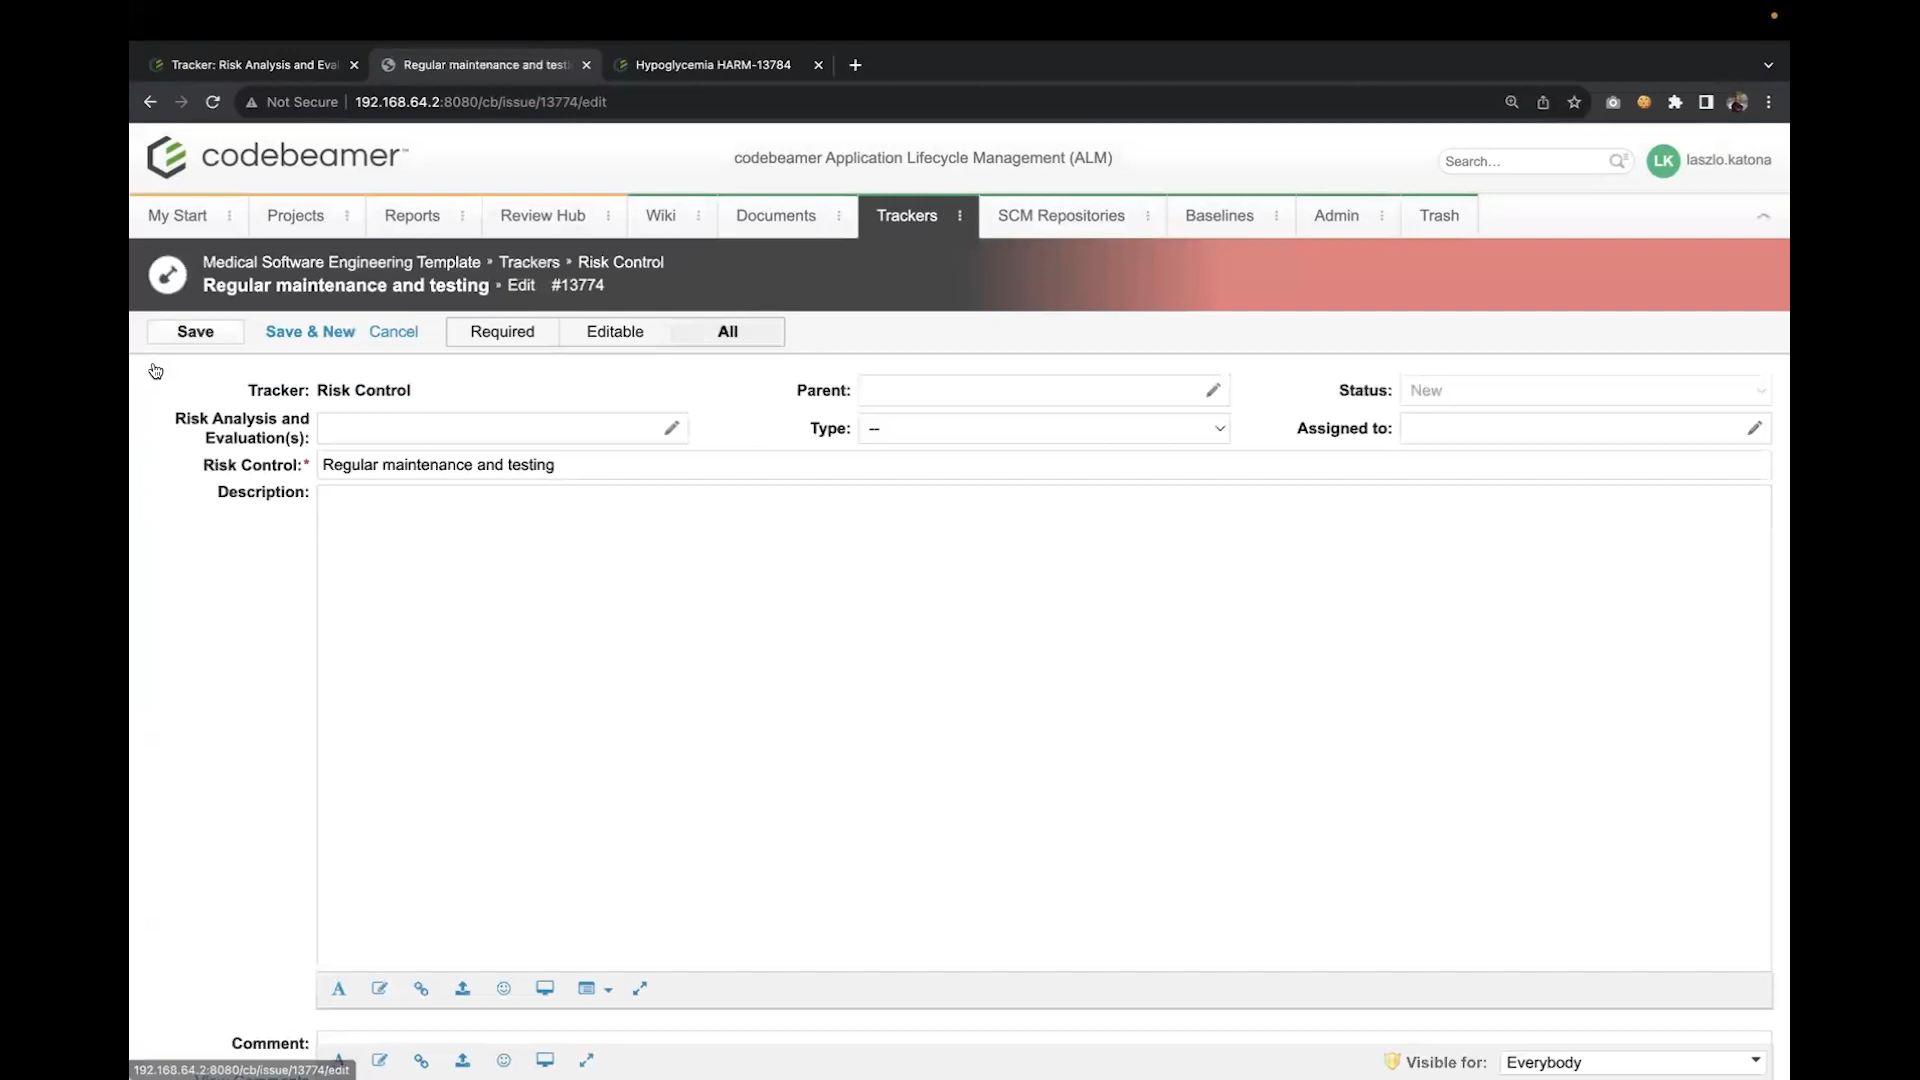 Tracker: Risk Analysis and Eval
Regular maintenance and testi
Hypoglycemia HARM-13784
Not Secure
192.168.64.2:8080/cb/issue/13774/edit
codebeamer™
codebeamer Application Lifecycle Management (ALM)
Search...
LK
laszlo.katona
My Start
Projects
Reports
Review Hub
Wiki
Documents
Trackers
SCM Repositories
Baselines
Admin
Trash
Medical Software Engineering Template » Trackers » Risk Control
Regular maintenance and testing » Edit #13774
Save
Save & New
Cancel
Required
Editable
All
Tracker: Risk Control
Parent:
Status: New
Risk Analysis and
Evaluation(s):
Type: --
Assigned to:
Risk Control:* Regular maintenance and testing
Description:
Comment:
Visible for: Everybody
192.168.64.2:8080/cb/issue/13774/edit